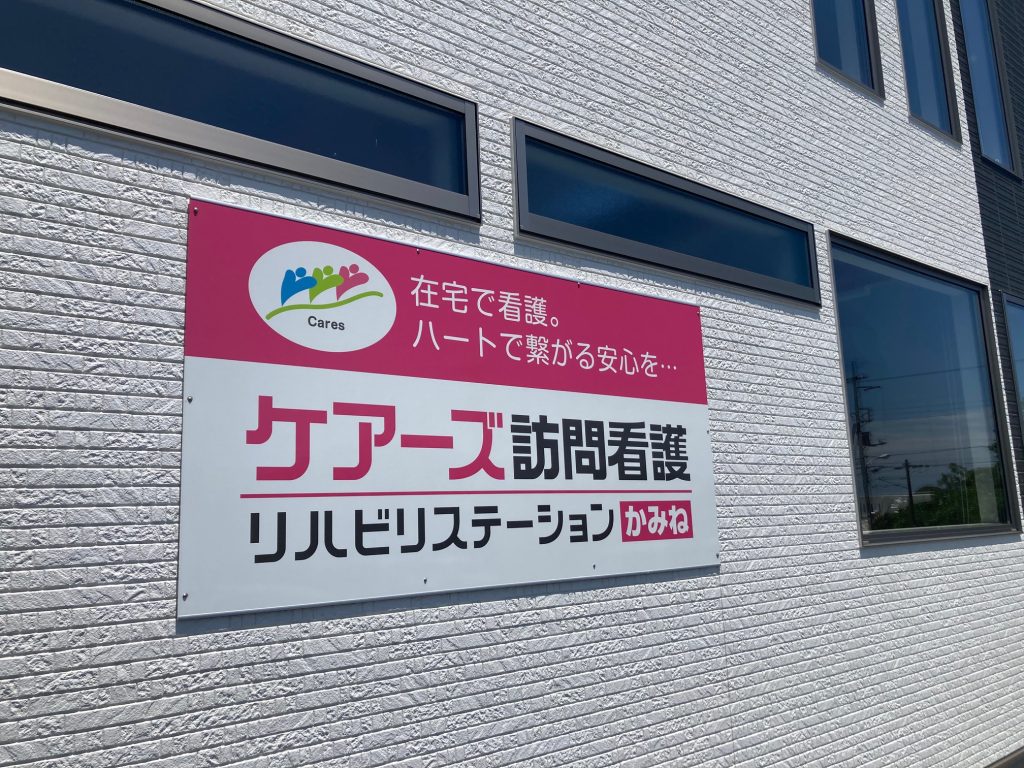 Cares
在宅で看護。
ハートで繋がる安心を…
ケアーズ訪問看護
リハビリステーション かみね